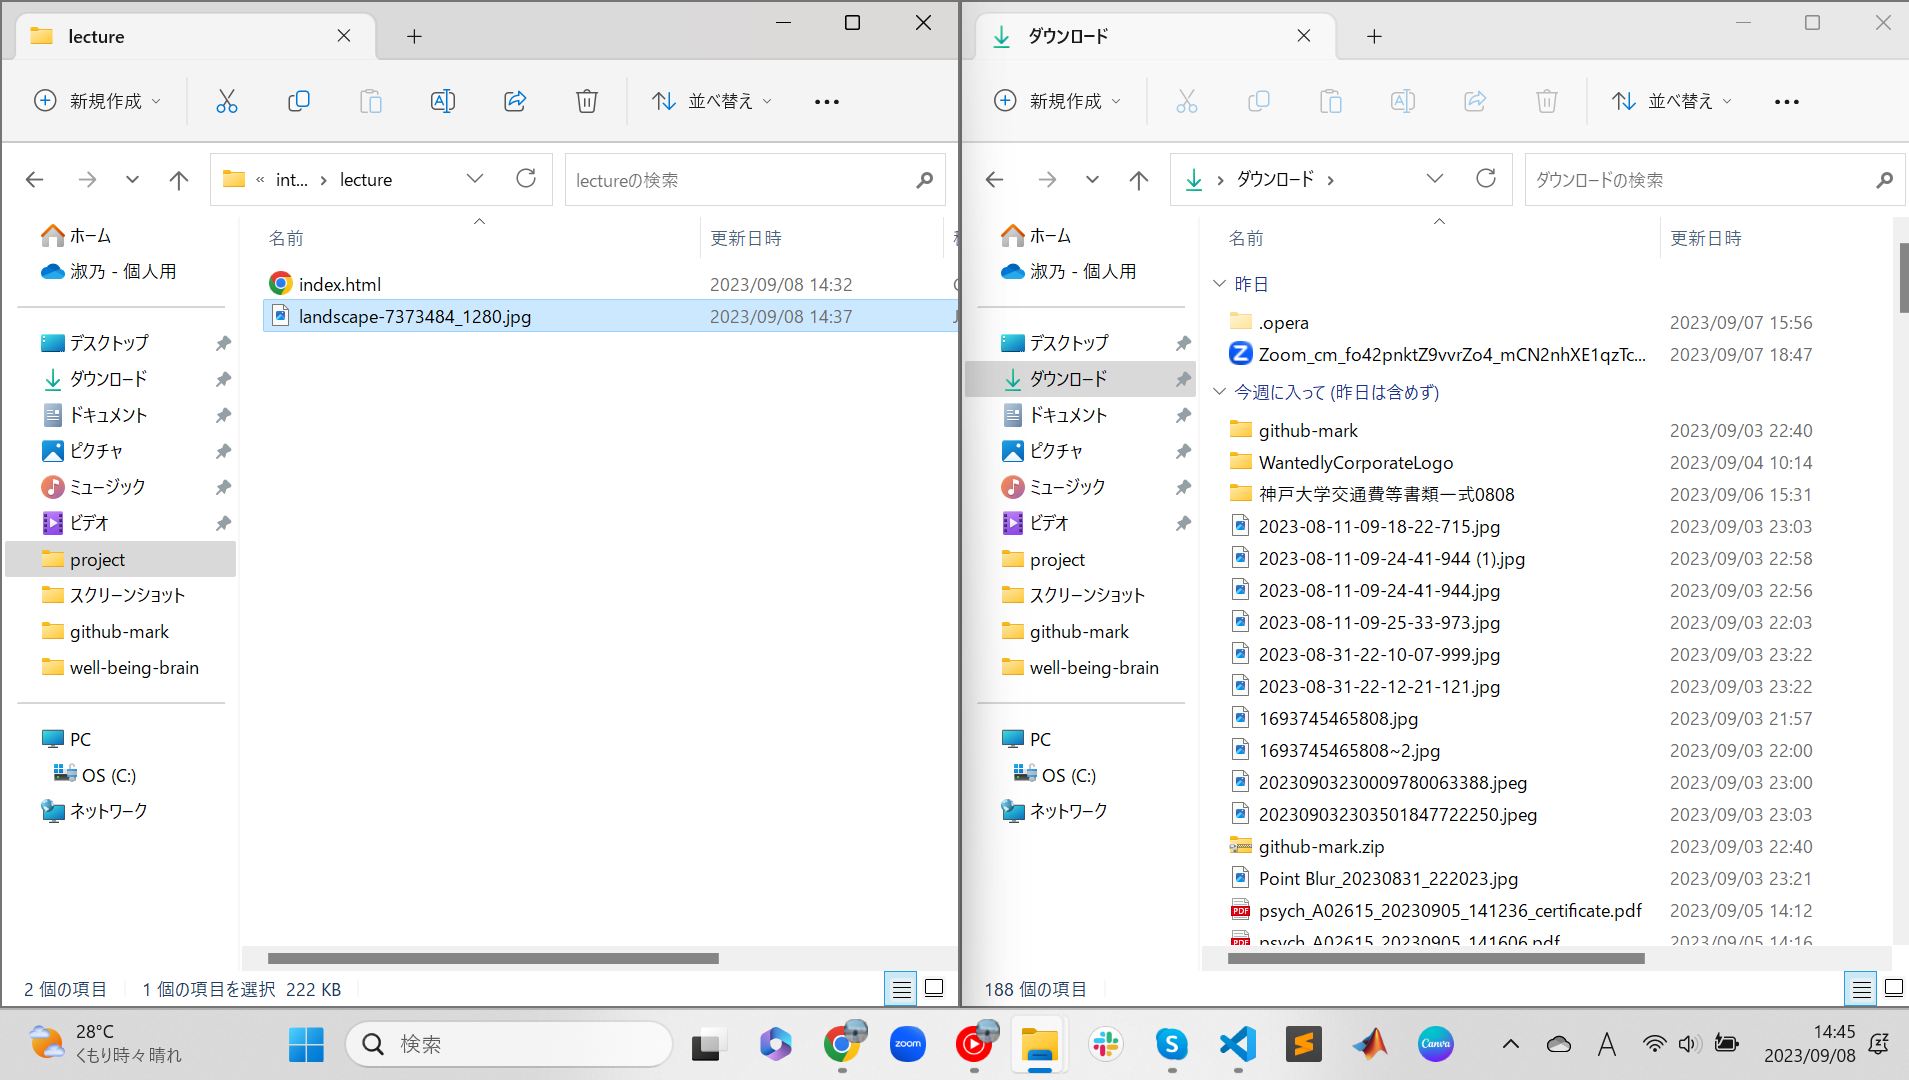 lecture
新規作成
並べ替え
« int... › lecture
lectureの検索
ホーム
淑乃 - 個人用
デスクトップ
ダウンロード
ドキュメント
ピクチャ
ミュージック
ビデオ
project
スクリーンショット
github-mark
well-being-brain
PC
OS (C:)
ネットワーク
名前 更新日時
index.html 2023/09/08 14:32
landscape-7373484_1280.jpg 2023/09/08 14:37
2 個の項目 1 個の項目を選択 222 KB
ダウンロード
新規作成
並べ替え
› ダウンロード ›
ダウンロードの検索
ホーム
淑乃 - 個人用
デスクトップ
ダウンロード
ドキュメント
ピクチャ
ミュージック
ビデオ
project
スクリーンショット
github-mark
well-being-brain
PC
OS (C:)
ネットワーク
名前 更新日時
昨日
.opera 2023/09/07 15:56
Zoom_cm_fo42pnktZ9vvrZo4_mCN2nhXE1qzTc... 2023/09/07 18:47
今週に入って (昨日は含めず)
github-mark 2023/09/03 22:40
WantedlyCorporateLogo 2023/09/04 10:14
神戸大学交通費等書類一式0808 2023/09/06 15:31
2023-08-11-09-18-22-715.jpg 2023/09/03 23:03
2023-08-11-09-24-41-944 (1).jpg 2023/09/03 22:58
2023-08-11-09-24-41-944.jpg 2023/09/03 22:56
2023-08-11-09-25-33-973.jpg 2023/09/03 22:03
2023-08-31-22-10-07-999.jpg 2023/09/03 23:22
2023-08-31-22-12-21-121.jpg 2023/09/03 23:22
1693745465808.jpg 2023/09/03 21:57
1693745465808~2.jpg 2023/09/03 22:00
20230903230009780063388.jpeg 2023/09/03 23:00
202309032303501847722250.jpeg 2023/09/03 23:03
github-mark.zip 2023/09/03 22:40
Point Blur_20230831_222023.jpg 2023/09/03 23:21
psych_A02615_20230905_141236_certificate.pdf 2023/09/05 14:12
psych_A02615_20230905_141606.pdf 2023/09/05 14:16
188 個の項目
28°C
くもり時々晴れ
検索
zoom
Canva
A
14:45
2023/09/08